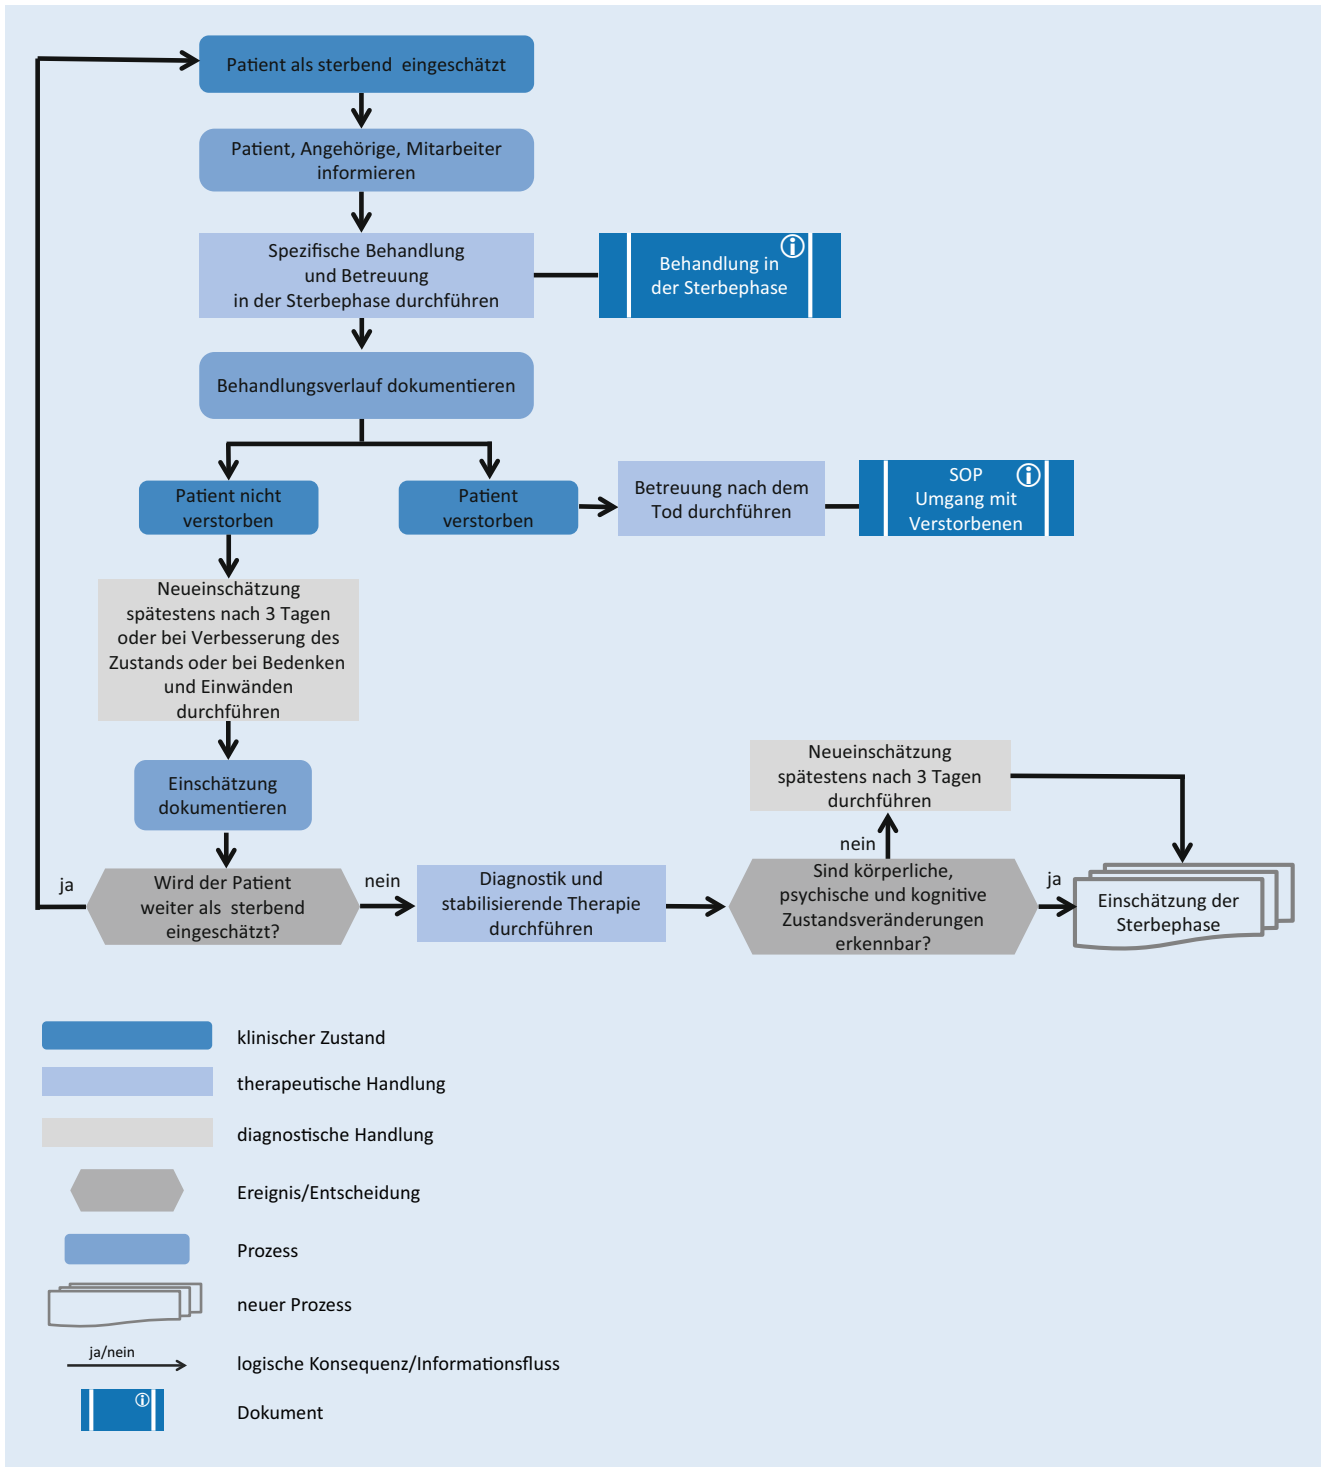 Patient als sterbend eingeschätzt
Patient, Angehörige, Mitarbeiter
informieren
Spezifische Behandlung
und Betreuung
in der Sterbephase durchführen
Behandlung in
der Sterbephase
Behandlungsverlauf dokumentieren
Patient nicht
verstorben
Patient
verstorben
Betreuung nach dem
Tod durchführen
SOP
Umgang mit
Verstorbenen
Neueinschätzung
spätestens nach 3 Tagen
oder bei Verbesserung des
Zustands oder bei Bedenken
und Einwänden
durchführen
Einschätzung
dokumentieren
ja
Wird der Patient
weiter als sterbend
eingeschätzt?
nein
Diagnostik und
stabilisierende Therapie
durchführen
Neueinschätzung
spätestens nach 3 Tagen
durchführen
nein
Sind körperliche,
psychische und kognitive
Zustandsveränderungen
erkennbar?
ja
Einschätzung der
Sterbephase
klinischer Zustand
therapeutische Handlung
diagnostische Handlung
Ereignis/Entscheidung
Prozess
neuer Prozess
ja/nein
logische Konsequenz/Informationsfluss
Dokument